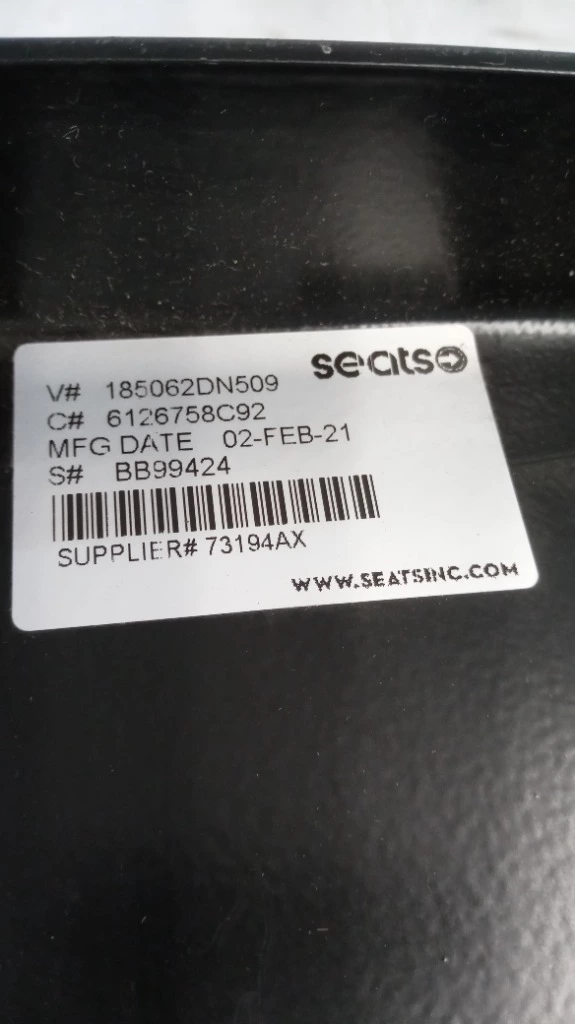 seats
V# 185062DN509
C# 6126758C92
MFG DATE 02-FEB-21
S# BB99424
SUPPLIER# 73194AX
WWW.SEATSINC.COM